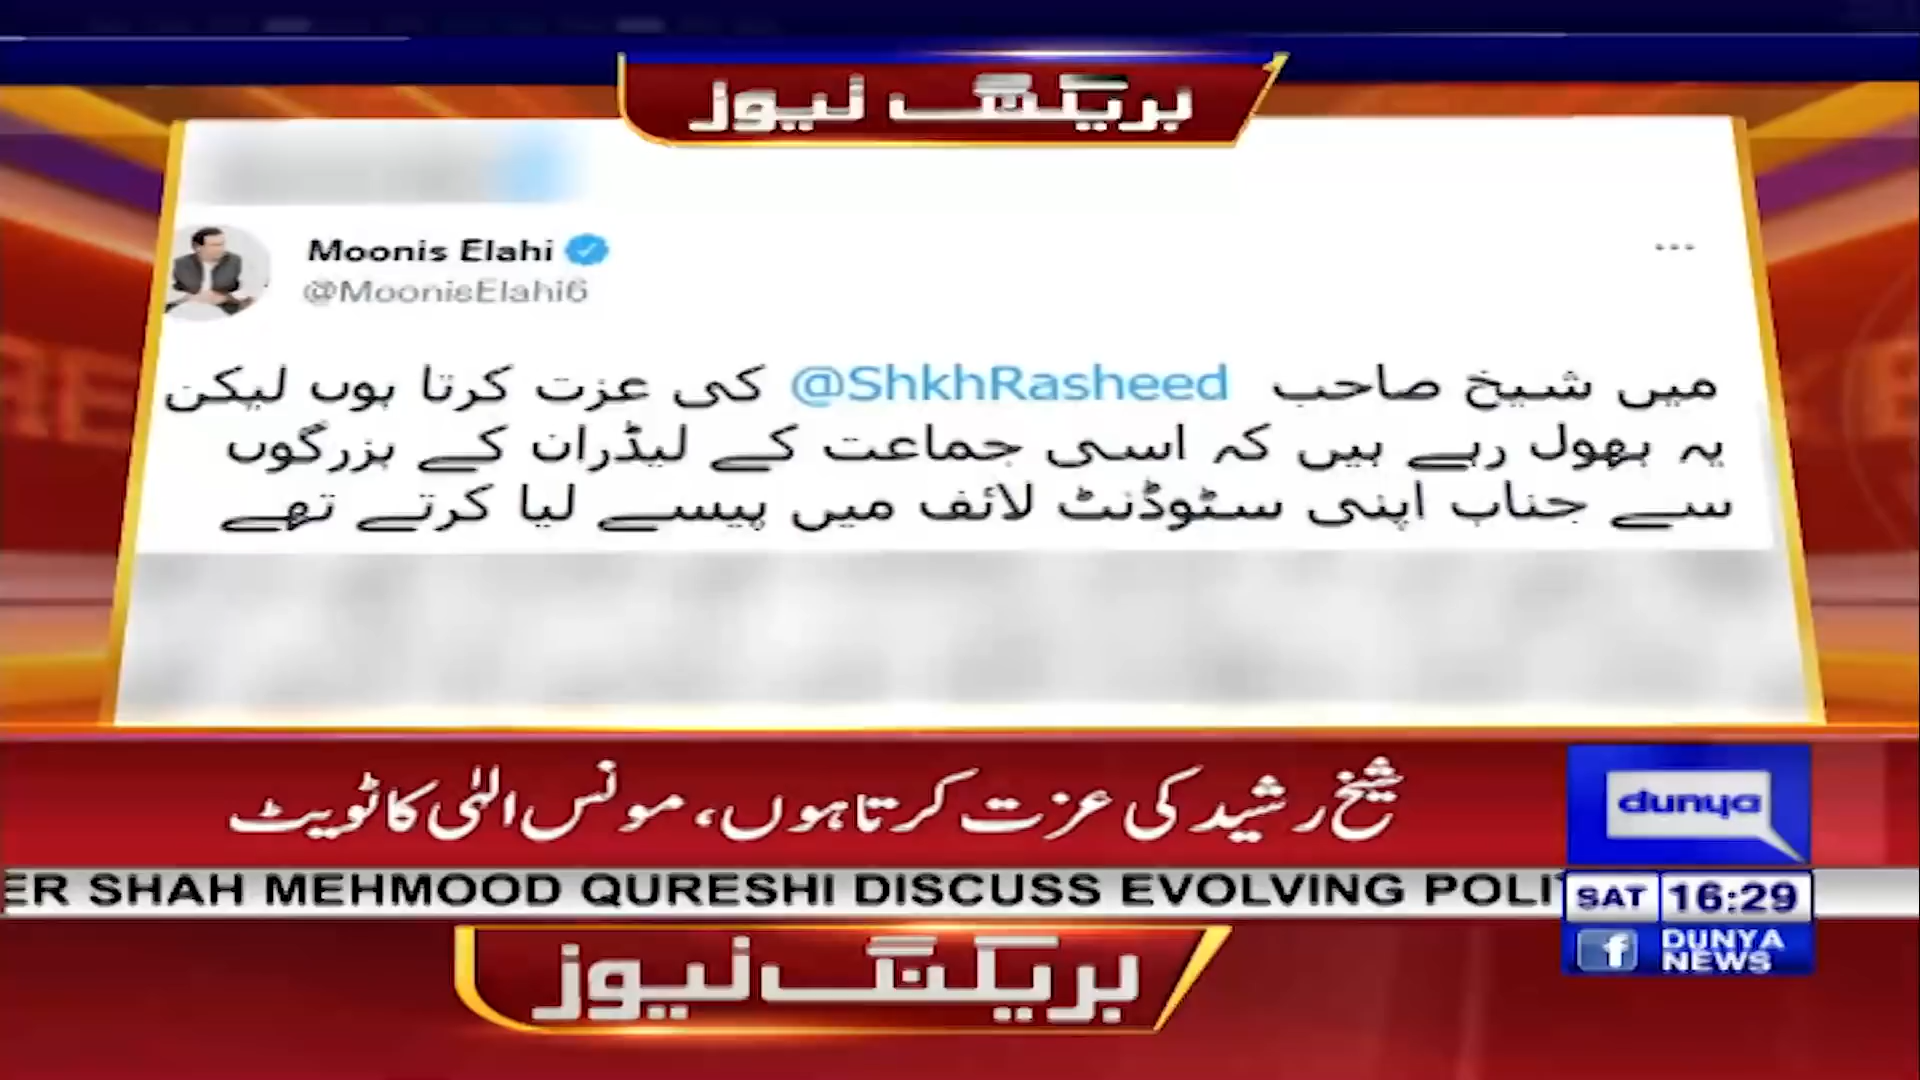 بریکنگ نیوز
Moonis Elahi
@MoonisElahi6
میں شیخ صاحب @ShkhRasheed کی عزت کرتا ہوں لیکن
یہ بھول رہے ہیں کہ اسی جماعت کے لیڈران کے بزرگوں
سے جناب اپنی سٹوڈنٹ لائف میں پیسے لیا کرتے تھے
شیخ رشید کی عزت کرتا ہوں، مونس الہٰی کا ٹویٹ
dunya
ER SHAH MEHMOOD QURESHI DISCUSS EVOLVING POLI
SAT 16:29
f DUNYA NEWS
بریکنگ نیوز